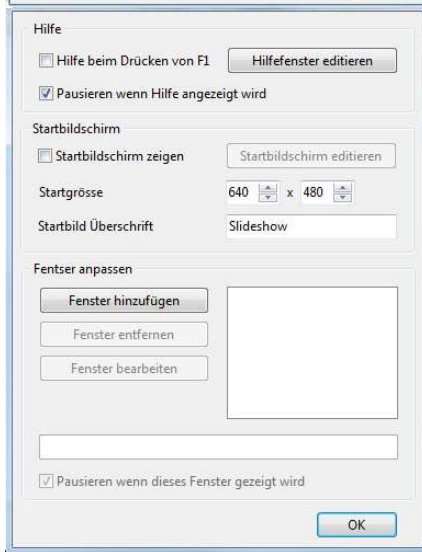 Hilfe
Hilfe beim Drücken von F1 Hilfefenster editieren
Pausieren wenn Hilfe angezeigt wird
Startbildschirm
Startbildschirm zeigen Startbildschirm editieren
Startgrösse 640 x 480
Startbild Überschrift Slideshow
Fentser anpassen
Fenster hinzufügen
Fenster entfernen
Fenster bearbeiten
Pausieren wenn dieses Fenster gezeigt wird
OK